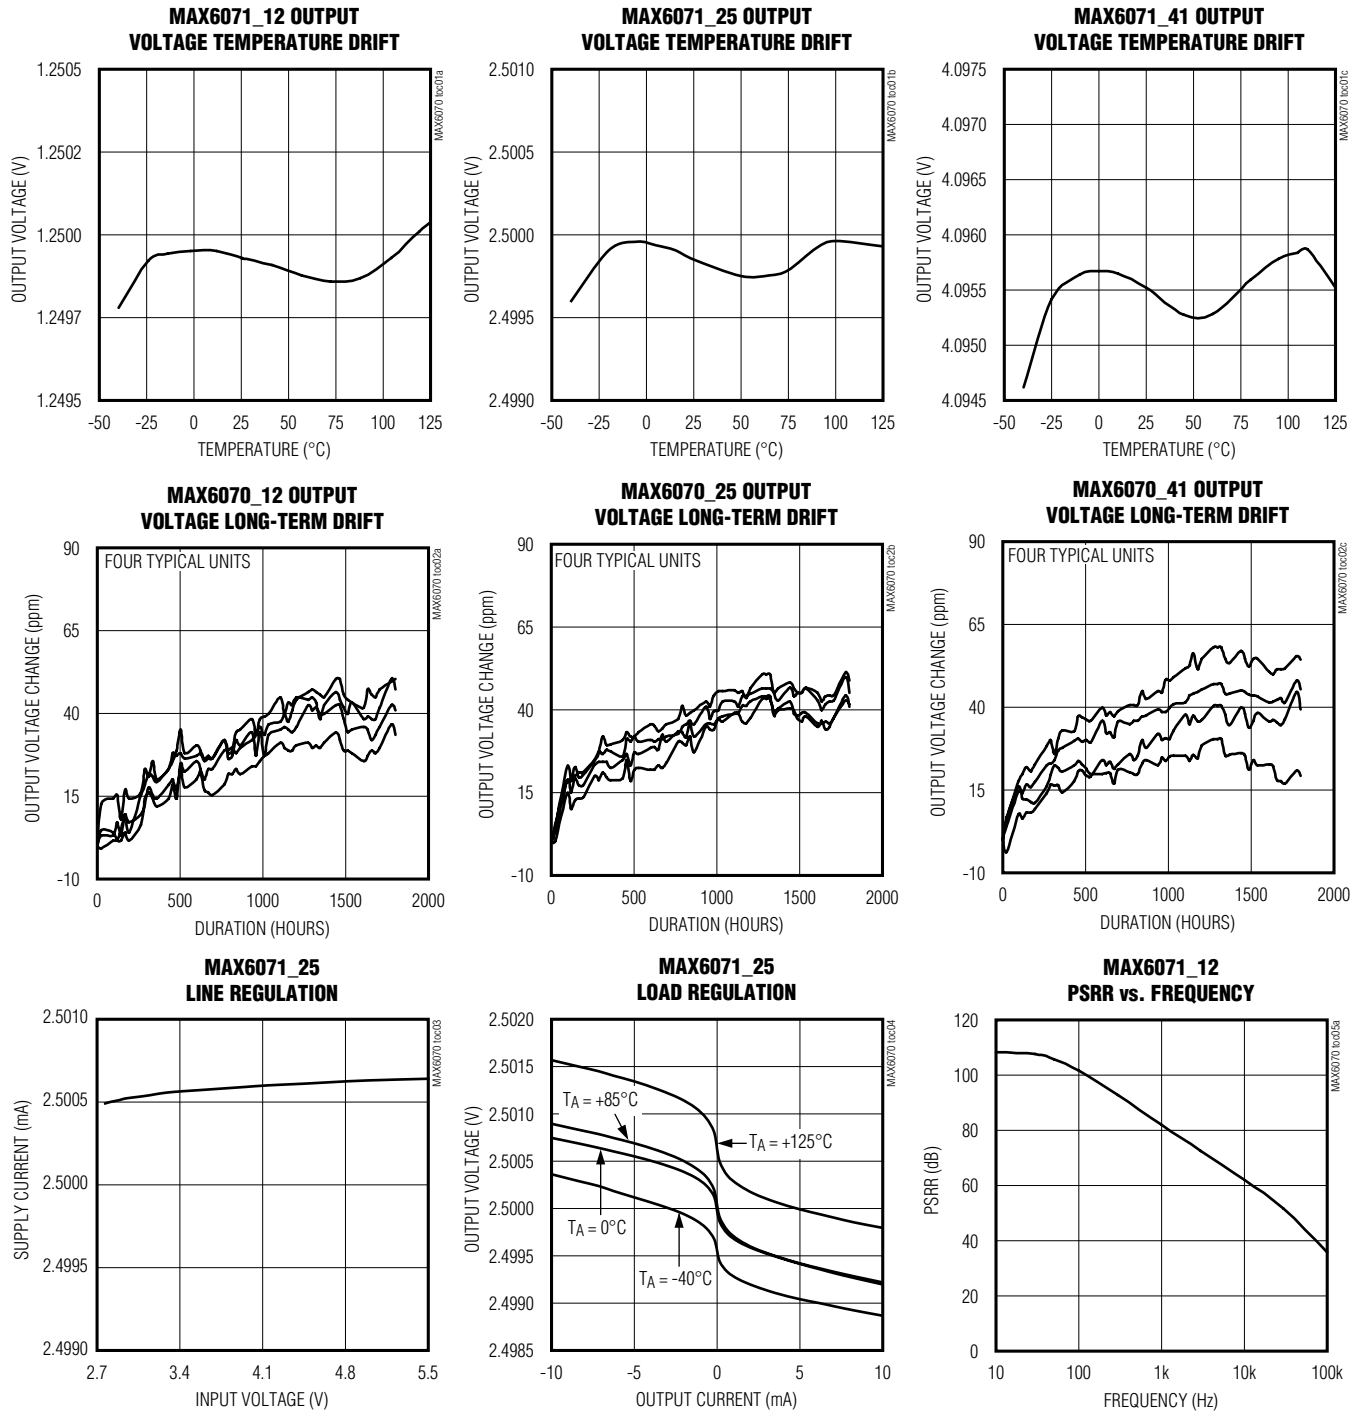 MAX6071_12 OUTPUT
VOLTAGE TEMPERATURE DRIFT
1.2505
1.2502
1.2500
1.2497
1.2495
OUTPUT VOLTAGE (V)
-50 -25 0 25 50 75 100 125
TEMPERATURE (°C)
MAX6070 toc01a
MAX6071_25 OUTPUT
VOLTAGE TEMPERATURE DRIFT
2.5010
2.5005
2.5000
2.4995
2.4990
OUTPUT VOLTAGE (V)
-50 -25 0 25 50 75 100 125
TEMPERATURE (°C)
MAX6070 toc01b
MAX6071_41 OUTPUT
VOLTAGE TEMPERATURE DRIFT
4.0975
4.0970
4.0965
4.0960
4.0955
4.0950
4.0945
OUTPUT VOLTAGE (V)
-50 -25 0 25 50 75 100 125
TEMPERATURE (°C)
MAX6070 toc01c
MAX6070_12 OUTPUT
VOLTAGE LONG-TERM DRIFT
FOUR TYPICAL UNITS
90
65
40
15
-10
OUTPUT VOLTAGE CHANGE (ppm)
0 500 1000 1500 2000
DURATION (HOURS)
MAX6070 toc02a
MAX6070_25 OUTPUT
VOLTAGE LONG-TERM DRIFT
FOUR TYPICAL UNITS
90
65
40
15
-10
OUTPUT VOLTAGE CHANGE (ppm)
0 500 1000 1500 2000
DURATION (HOURS)
MAX6070 toc2b
MAX6070_41 OUTPUT
VOLTAGE LONG-TERM DRIFT
FOUR TYPICAL UNITS
90
65
40
15
-10
OUTPUT VOLTAGE CHANGE (ppm)
0 500 1000 1500 2000
DURATION (HOURS)
MAX6070 toc02c
MAX6071_25
LINE REGULATION
2.5010
2.5005
2.5000
2.4995
2.4990
SUPPLY CURRENT (mA)
2.7 3.4 4.1 4.8 5.5
INPUT VOLTAGE (V)
MAX6070 toc03
MAX6071_25
LOAD REGULATION
2.5020
2.5015
2.5010
2.5005
2.5000
2.4995
2.4990
2.4985
OUTPUT VOLTAGE (V)
TA = +85°C
TA = +125°C
TA = 0°C
TA = -40°C
-10 -5 0 5 10
OUTPUT CURRENT (mA)
MAX6070 toc04
MAX6071_12
PSRR vs. FREQUENCY
120
100
80
60
40
20
0
PSRR (dB)
10 100 1k 10k 100k
FREQUENCY (Hz)
MAX6070 toc05a